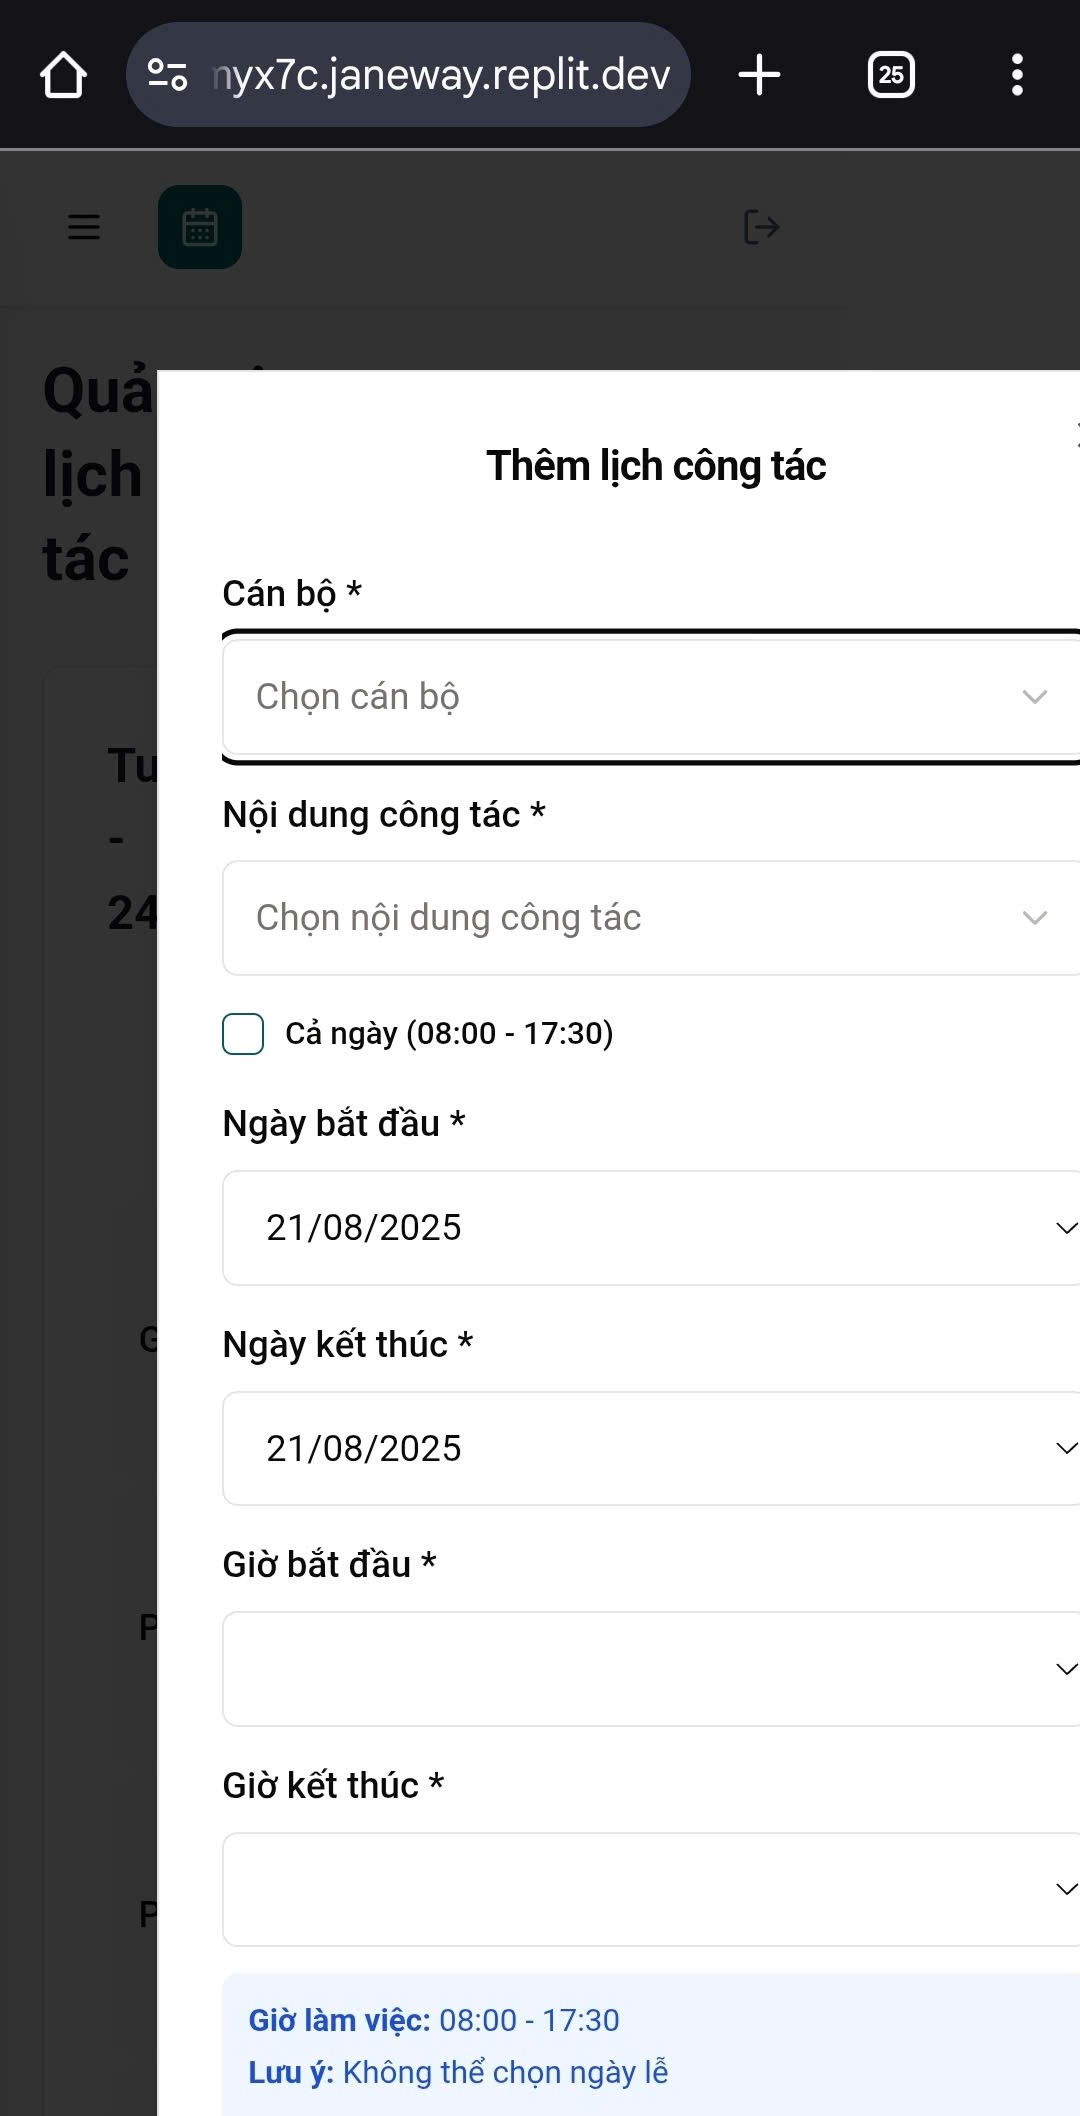 nyx7c.janeway.replit.dev
25
Quả
lịch
tác
Thêm lịch công tác
Cán bộ *
Chọn cán bộ
Tu
-
24
Nội dung công tác *
Chọn nội dung công tác
Cả ngày (08:00 - 17:30)
Ngày bắt đầu *
21/08/2025
G
Ngày kết thúc *
21/08/2025
Giờ bắt đầu *
P
Giờ kết thúc *
P
Giờ làm việc: 08:00 - 17:30
Lưu ý: Không thể chọn ngày lễ